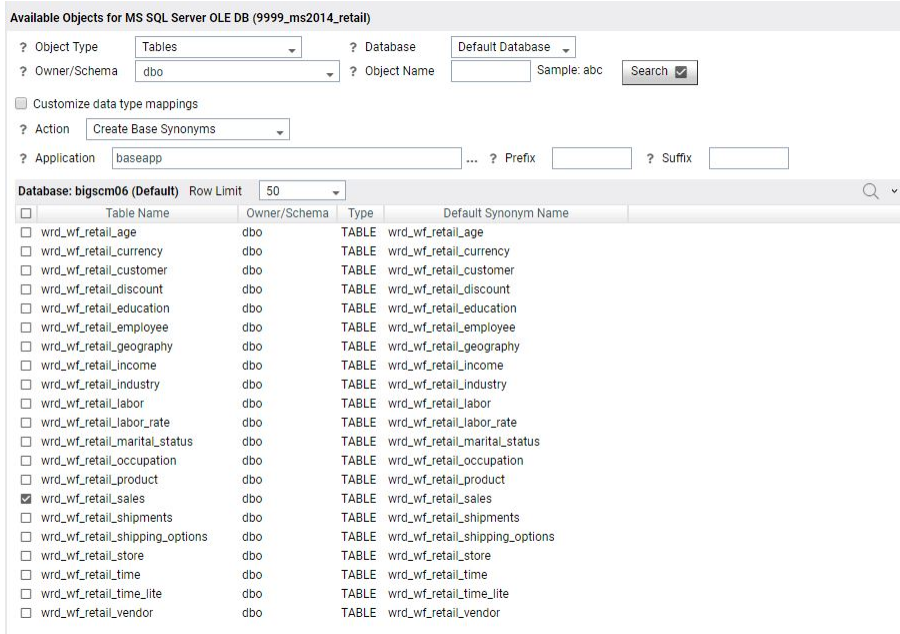 Available Objects for MS SQL Server OLE DB (9999_ms2014_retail)
? Object Type Tables ? Database Default Database
? Owner/Schema dbo ? Object Name Sample: abc Search
Customize data type mappings
? Action Create Base Synonyms
? Application baseapp ... ? Prefix ? Suffix
Database: bigscm06 (Default) Row Limit 50
Table Name Owner/Schema Type Default Synonym Name
wrd_wf_retail_age dbo TABLE wrd_wf_retail_age
wrd_wf_retail_currency dbo TABLE wrd_wf_retail_currency
wrd_wf_retail_customer dbo TABLE wrd_wf_retail_customer
wrd_wf_retail_discount dbo TABLE wrd_wf_retail_discount
wrd_wf_retail_education dbo TABLE wrd_wf_retail_education
wrd_wf_retail_employee dbo TABLE wrd_wf_retail_employee
wrd_wf_retail_geography dbo TABLE wrd_wf_retail_geography
wrd_wf_retail_income dbo TABLE wrd_wf_retail_income
wrd_wf_retail_industry dbo TABLE wrd_wf_retail_industry
wrd_wf_retail_labor dbo TABLE wrd_wf_retail_labor
wrd_wf_retail_labor_rate dbo TABLE wrd_wf_retail_labor_rate
wrd_wf_retail_marital_status dbo TABLE wrd_wf_retail_marital_status
wrd_wf_retail_occupation dbo TABLE wrd_wf_retail_occupation
wrd_wf_retail_product dbo TABLE wrd_wf_retail_product
wrd_wf_retail_sales dbo TABLE wrd_wf_retail_sales
wrd_wf_retail_shipments dbo TABLE wrd_wf_retail_shipments
wrd_wf_retail_shipping_options dbo TABLE wrd_wf_retail_shipping_options
wrd_wf_retail_store dbo TABLE wrd_wf_retail_store
wrd_wf_retail_time dbo TABLE wrd_wf_retail_time
wrd_wf_retail_time_lite dbo TABLE wrd_wf_retail_time_lite
wrd_wf_retail_vendor dbo TABLE wrd_wf_retail_vendor